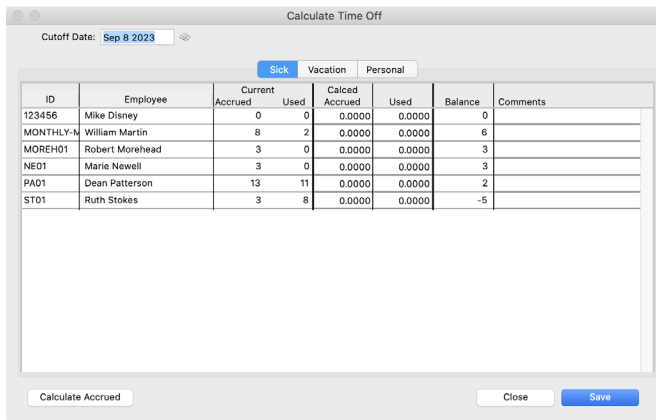 Calculate Time Off
Cutoff Date: Sep 8 2023
Sick Vacation Personal
Current Calced
ID Employee Accrued Used Accrued Used Balance Comments
123456 Mike Disney 0 0 0.0000 0.0000 0
MONTHLY-M William Martin 8 2 0.0000 0.0000 6
MOREH01 Robert Morehead 3 0 0.0000 0.0000 3
NE01 Marie Newell 3 0 0.0000 0.0000 3
PA01 Dean Patterson 13 11 0.0000 0.0000 2
ST01 Ruth Stokes 3 8 0.0000 0.0000 -5
Calculate Accrued Close Save